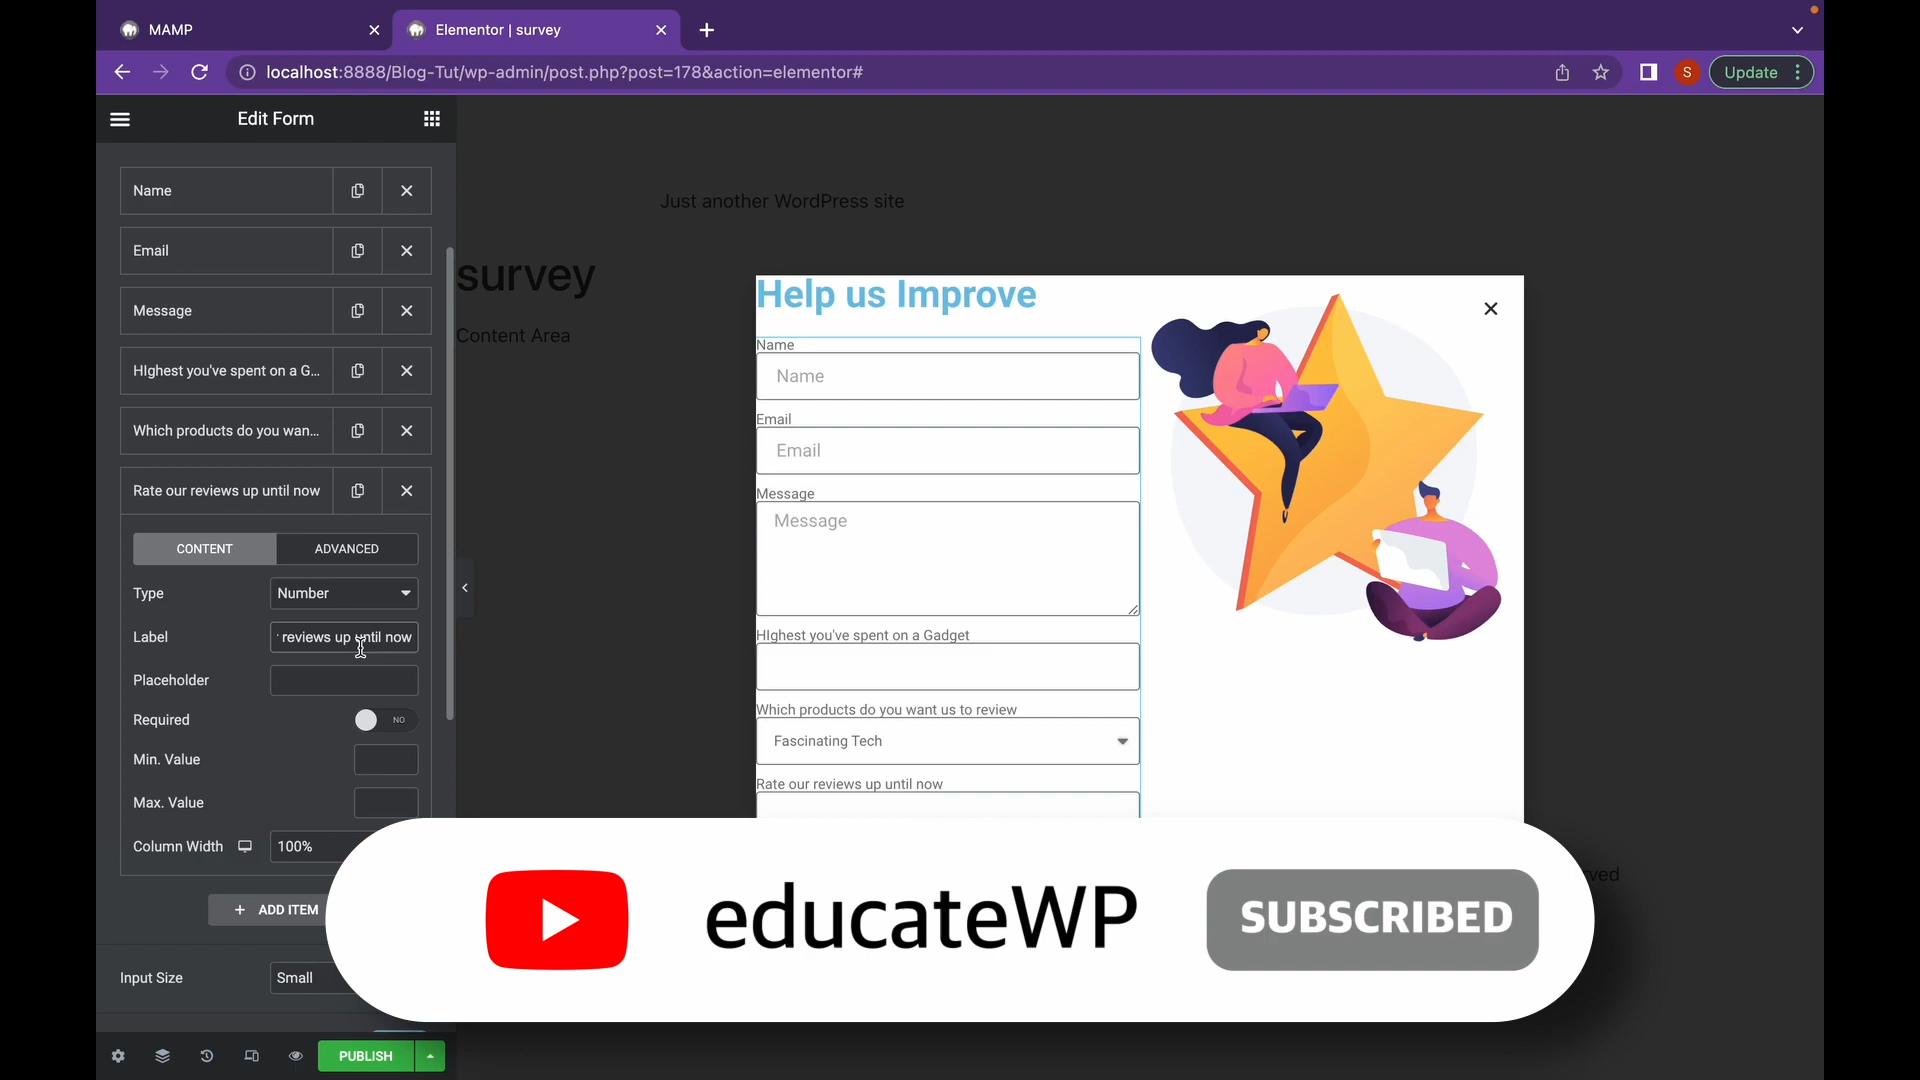 MAMP
Elementor | survey
localhost:8888/Blog-Tut/wp-admin/post.php?post=178&action=elementor#
S
Update
Edit Form
Name
Email
Message
HIghest you've spent on a G...
Which products do you wan...
Rate our reviews up until now
CONTENT
ADVANCED
Type
Number
Label
reviews up until now
Placeholder
Required
NO
Min. Value
Max. Value
Column Width
100%
+ ADD ITEM
Input Size
Small
PUBLISH
Just another WordPress site
survey
Content Area
Help us Improve
Name
Name
Email
Email
Message
Message
HIghest you've spent on a Gadget
Which products do you want us to review
Fascinating Tech
Rate our reviews up until now
educateWP
SUBSCRIBED